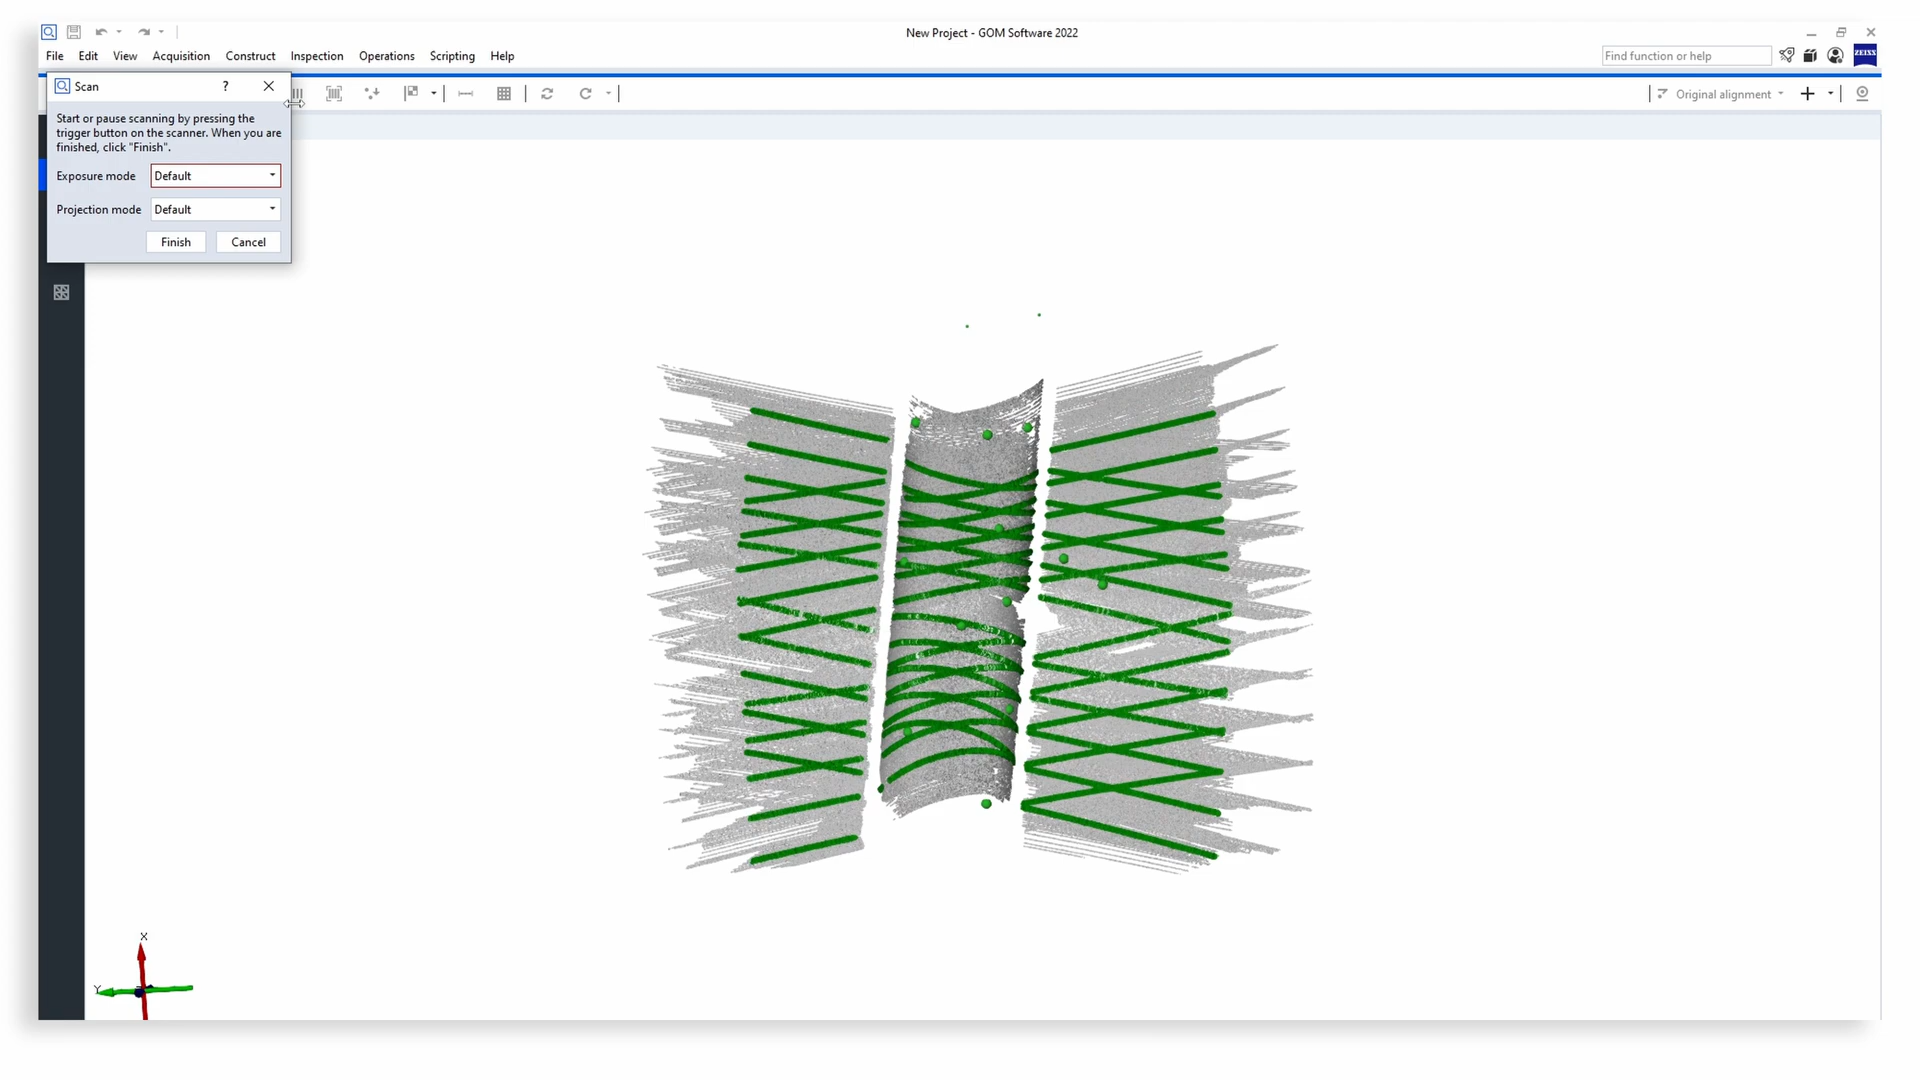 New Project - GOM Software 2022
File Edit View Acquisition Construct Inspection Operations Scripting Help
Find function or help
ZEISS
Scan ?
Original alignment
Start or pause scanning by pressing the
trigger button on the scanner. When you are
finished, click "Finish".
Exposure mode Default
Projection mode Default
Finish Cancel
X
Y